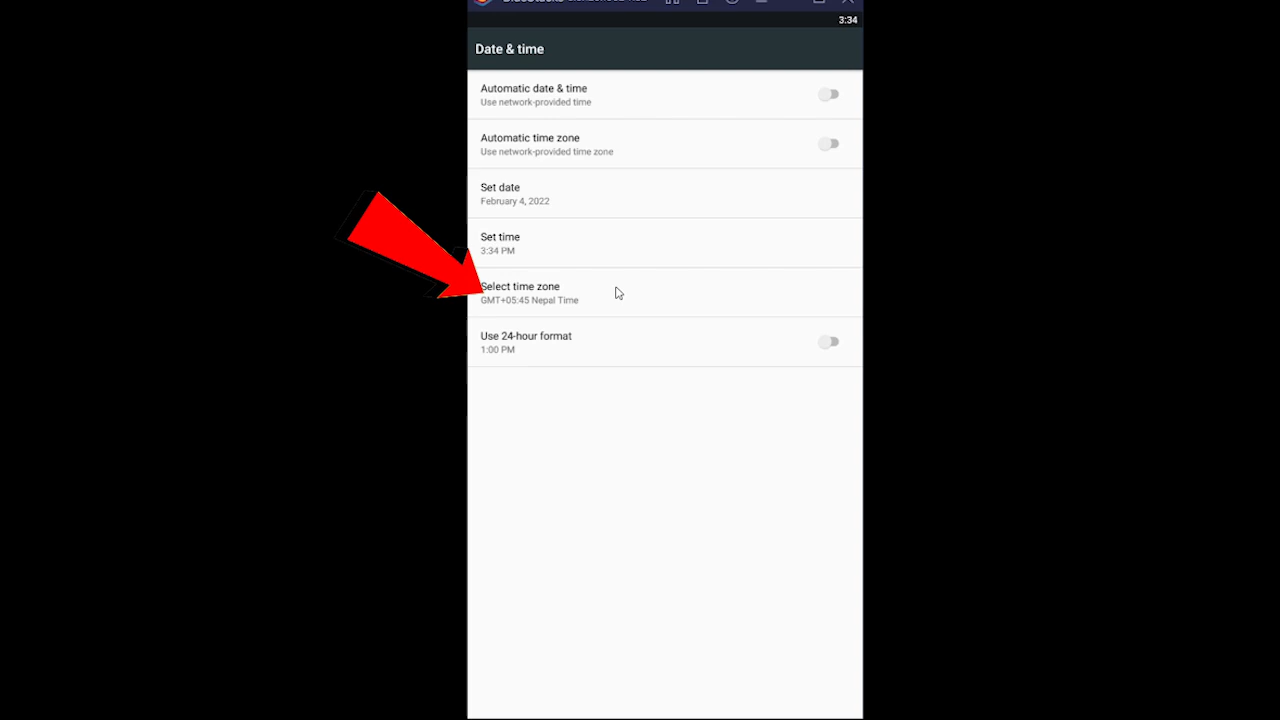 3:34
Date & time
Automatic date & time
Use network-provided time
Automatic time zone
Use network-provided time zone
Set date
February 4, 2022
Set time
3:34 PM
Select time zone
GMT+05:45 Nepal Time
Use 24-hour format
1:00 PM